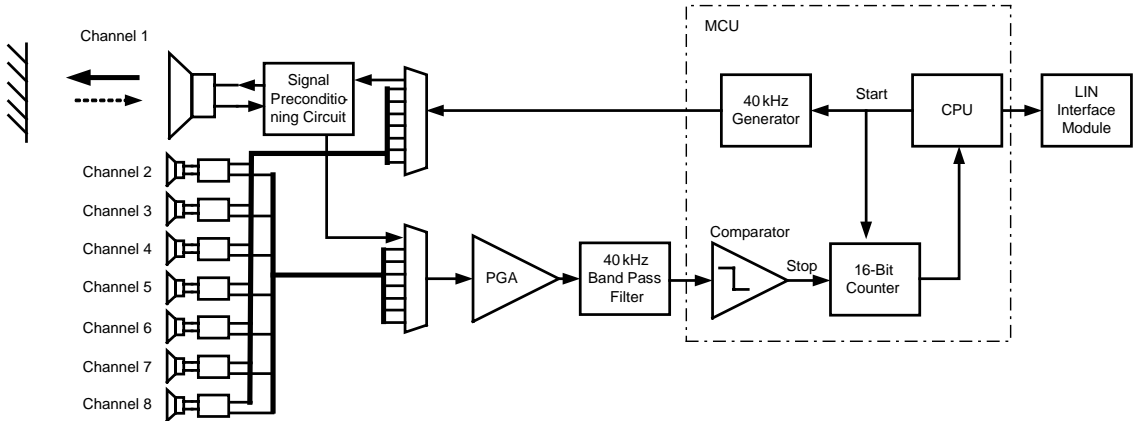 MCU
Channel 1
Signal
Preconditio-
ning Circuit
40 kHz
Generator
Start
CPU
LIN
Interface
Module
Channel 2
Channel 3
Channel 4
Channel 5
Channel 6
Channel 7
Channel 8
PGA
40 kHz
Band Pass
Filter
Comparator
Stop
16-Bit
Counter